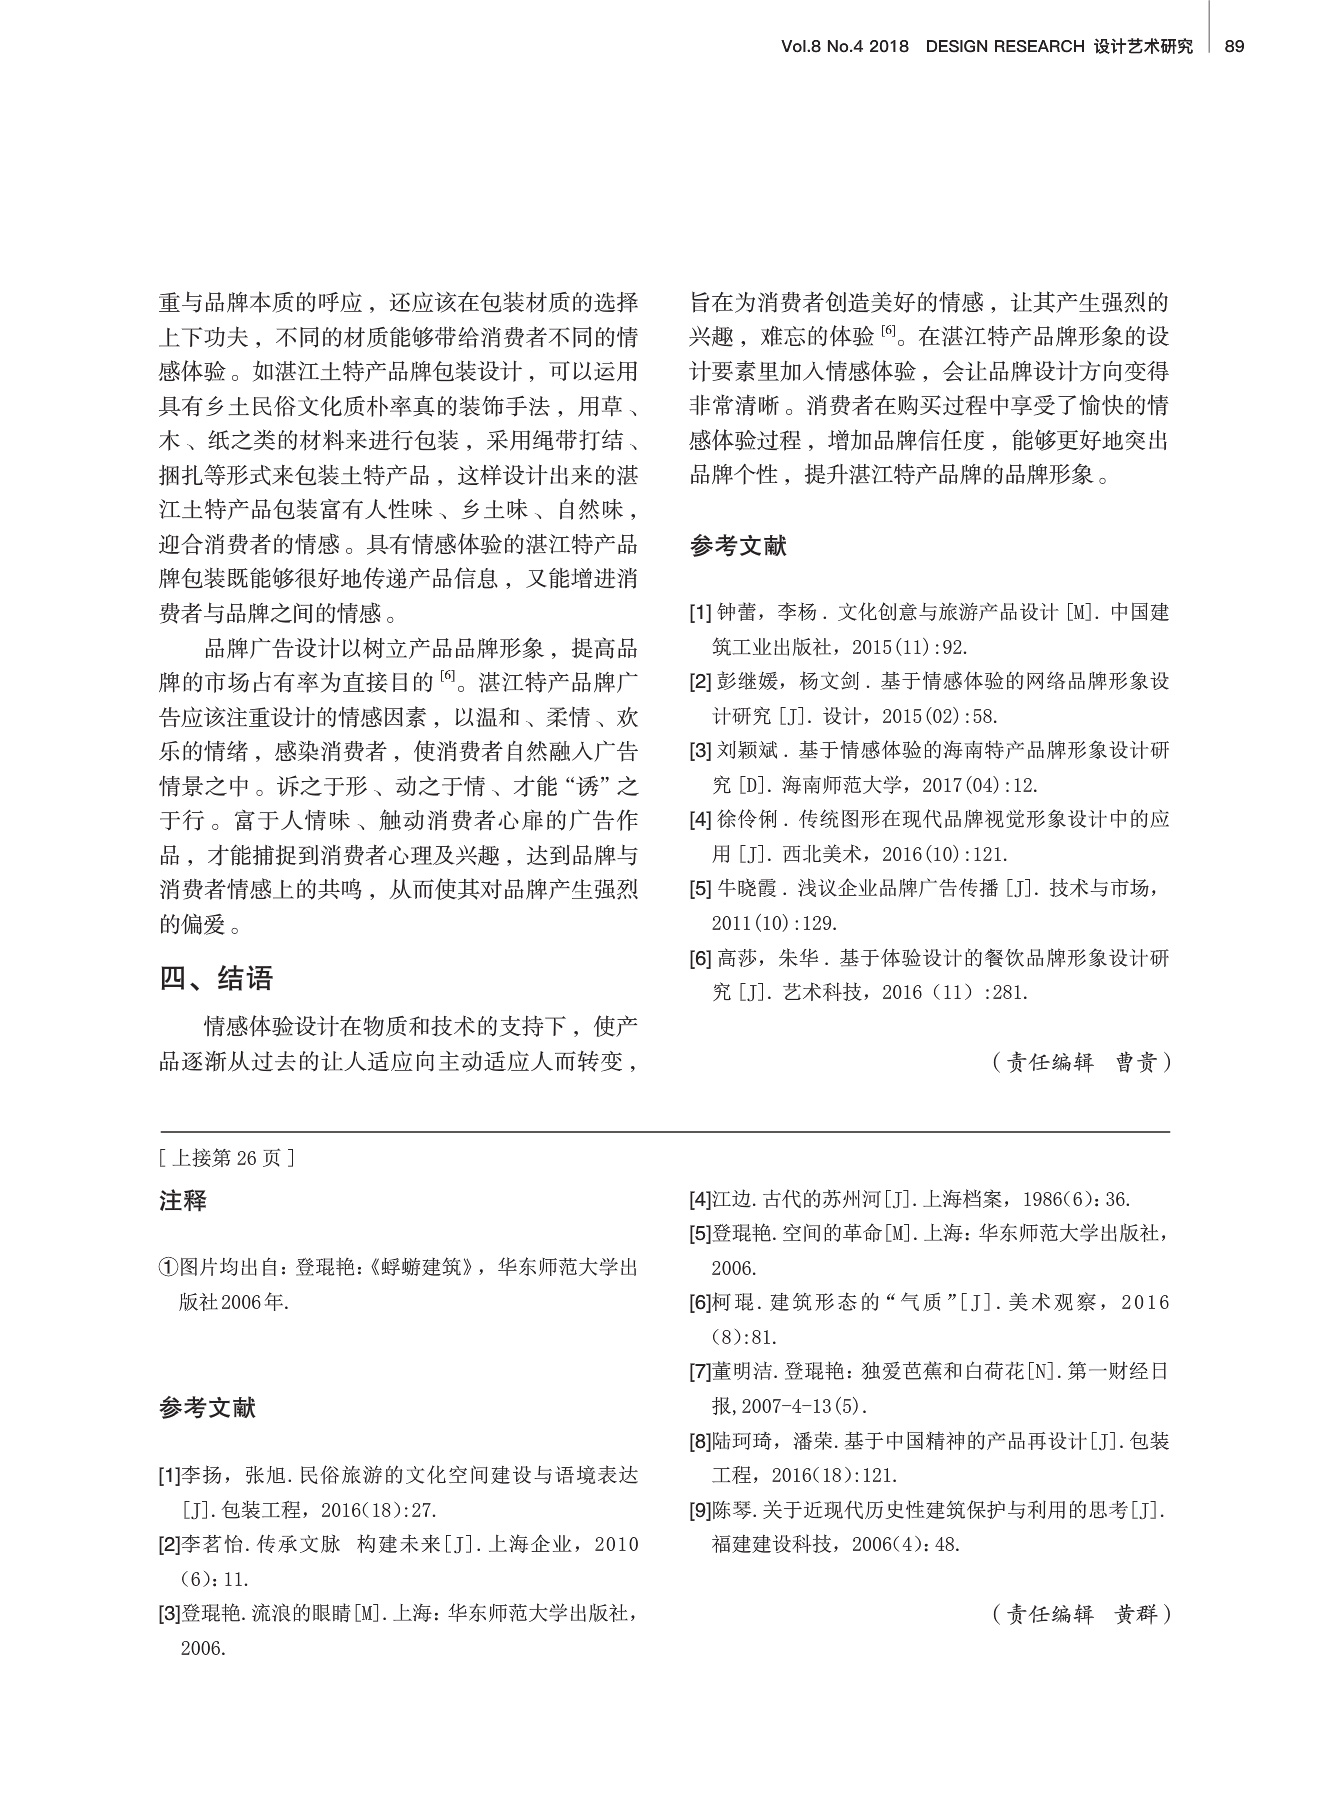 Vol.8 No.4 2018 DESIGN RESEARCH 设计艺术研究 89
重与品牌本质的呼应，还应该在包装材质的选择
上下功夫，不同的材质能够带给消费者不同的情
感体验。如湛江土特产品牌包装设计，可以运用
具有乡土民俗文化质朴率真的装饰手法，用草、
木、纸之类的材料来进行包装，采用绳带打结、
捆扎等形式来包装土特产品，这样设计出来的湛
江土特产品包装富有人性味、乡土味、自然味，
迎合消费者的情感。具有情感体验的湛江特产品
牌包装既能够很好地传递产品信息，又能增进消
费者与品牌之间的情感。
品牌广告设计以树立产品品牌形象，提高品
牌的市场占有率为直接目的[6]。湛江特产品牌广
告应该注重设计的情感因素，以温和、柔情、欢
乐的情绪，感染消费者，使消费者自然融入广告
情景之中。诉之于形、动之于情、才能“诱”之
于行。富于人情味、触动消费者心扉的广告作
品，才能捕捉到消费者心理及兴趣，达到品牌与
消费者情感上的共鸣，从而使其对品牌产生强烈
的偏爱。
四、结语
情感体验设计在物质和技术的支持下，使产
品逐渐从过去的让人适应向主动适应人而转变，
旨在为消费者创造美好的情感，让其产生强烈的
兴趣，难忘的体验[6]。在湛江特产品牌形象的设
计要素里加入情感体验，会让品牌设计方向变得
非常清晰。消费者在购买过程中享受了愉快的情
感体验过程，增加品牌信任度，能够更好地突出
品牌个性，提升湛江特产品牌的品牌形象。
参考文献
[1] 钟蕾，李杨．文化创意与旅游产品设计 [M]. 中国建
筑工业出版社，2015(11):92.
[2] 彭继媛，杨文剑．基于情感体验的网络品牌形象设
计研究 [J]. 设计，2015(02):58.
[3] 刘颖斌．基于情感体验的海南特产品牌形象设计研
究 [D]. 海南师范大学，2017(04):12.
[4] 徐伶俐．传统图形在现代品牌视觉形象设计中的应
用 [J]. 西北美术，2016(10):121.
[5] 牛晓霞．浅议企业品牌广告传播 [J]. 技术与市场，
2011(10):129.
[6] 高莎，朱华．基于体验设计的餐饮品牌形象设计研
究 [J]. 艺术科技，2016（11）:281.
（责任编辑 曹贵）
[ 上接第 26 页 ]
注释
①图片均出自：登琨艳:《蜉蝣建筑》，华东师范大学出
版社2006年.
参考文献
[1]李扬，张旭.民俗旅游的文化空间建设与语境表达
[J].包装工程，2016(18):27.
[2]李茗怡.传承文脉 构建未来[J].上海企业，2010
(6):11.
[3]登琨艳.流浪的眼睛[M].上海：华东师范大学出版社，
2006.
[4]江边.古代的苏州河[J].上海档案，1986(6):36.
[5]登琨艳.空间的革命[M].上海：华东师范大学出版社，
2006.
[6]柯琨.建筑形态的“气质”[J].美术观察，2016
(8):81.
[7]董明洁.登琨艳：独爱芭蕉和白荷花[N].第一财经日
报,2007-4-13(5).
[8]陆珂琦，潘荣.基于中国精神的产品再设计[J].包装
工程，2016(18):121.
[9]陈琴.关于近现代历史性建筑保护与利用的思考[J].
福建建设科技，2006(4):48.
（责任编辑 黄群）